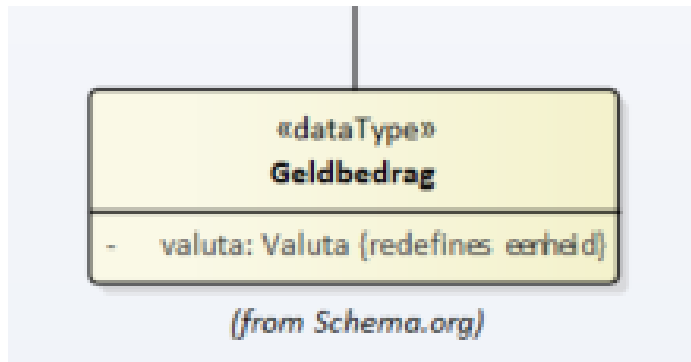 «dataType»
Geldbedrag
- valuta: Valuta {redefines eenheid}
(from Schema.org)